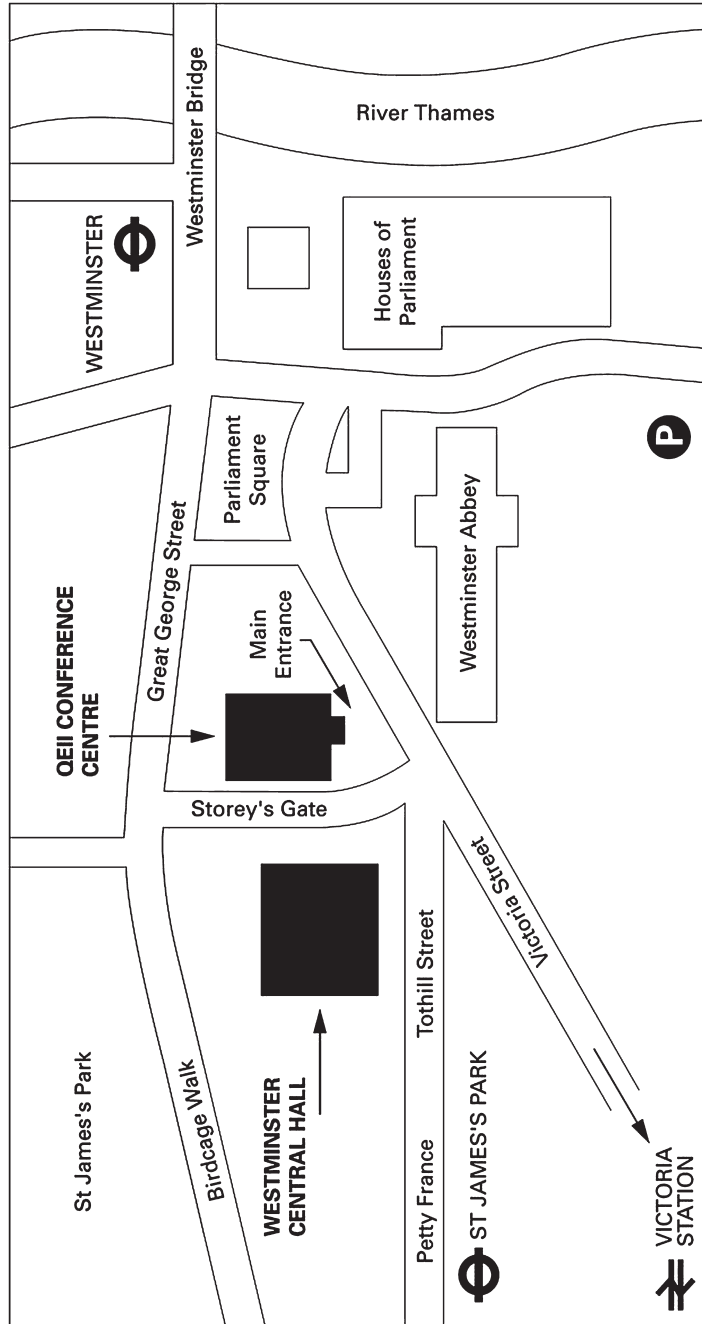 River Thames
Westminster Bridge
WESTMINSTER
Houses of
Parliament
Parliament
Square
P
Westminster Abbey
Great George Street
Main
Entrance
QEII CONFERENCE
CENTRE
Storey's Gate
Victoria Street
Tothill Street
WESTMINSTER
CENTRAL HALL
St James's Park
Birdcage Walk
Petty France
ST JAMES'S PARK
VICTORIA
STATION